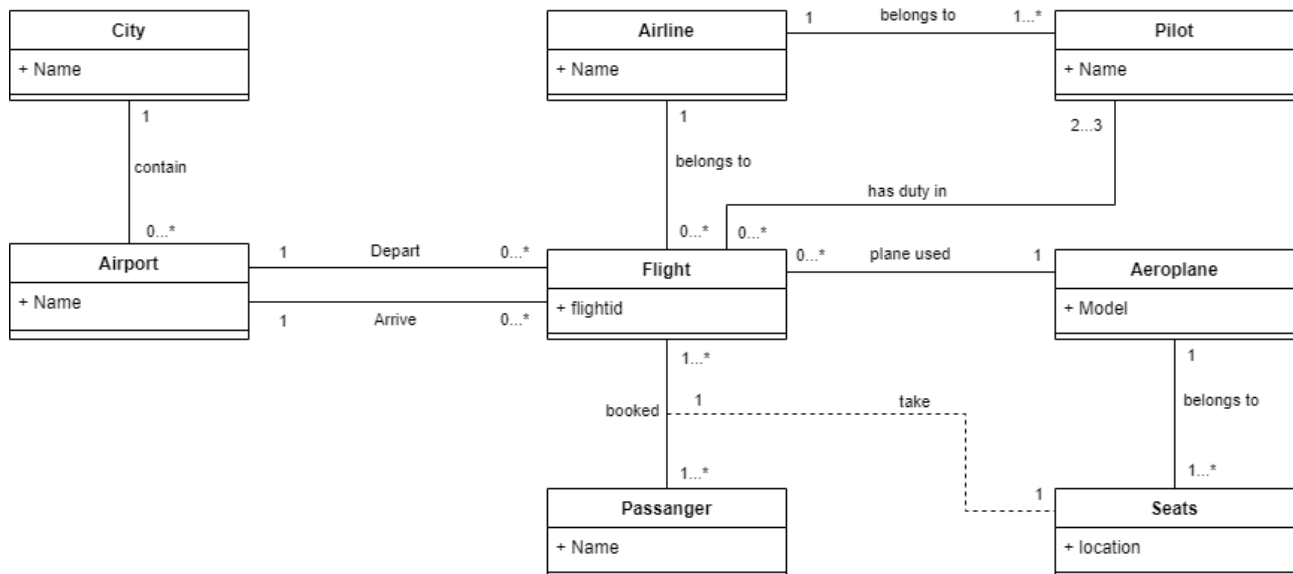 City
+ Name
1
contain
0...*
Airline
+ Name
1
belongs to
1...*
Pilot
+ Name
1
belongs to
0...*
2...3
has duty in
0...*
Airport
+ Name
1
Depart
0...*
1
Arrive
0...*
Flight
+ flightid
0...*
plane used
1
Aeroplane
+ Model
1...*
booked
1
take
1
1...*
1
belongs to
1...*
Passanger
+ Name
Seats
+ location